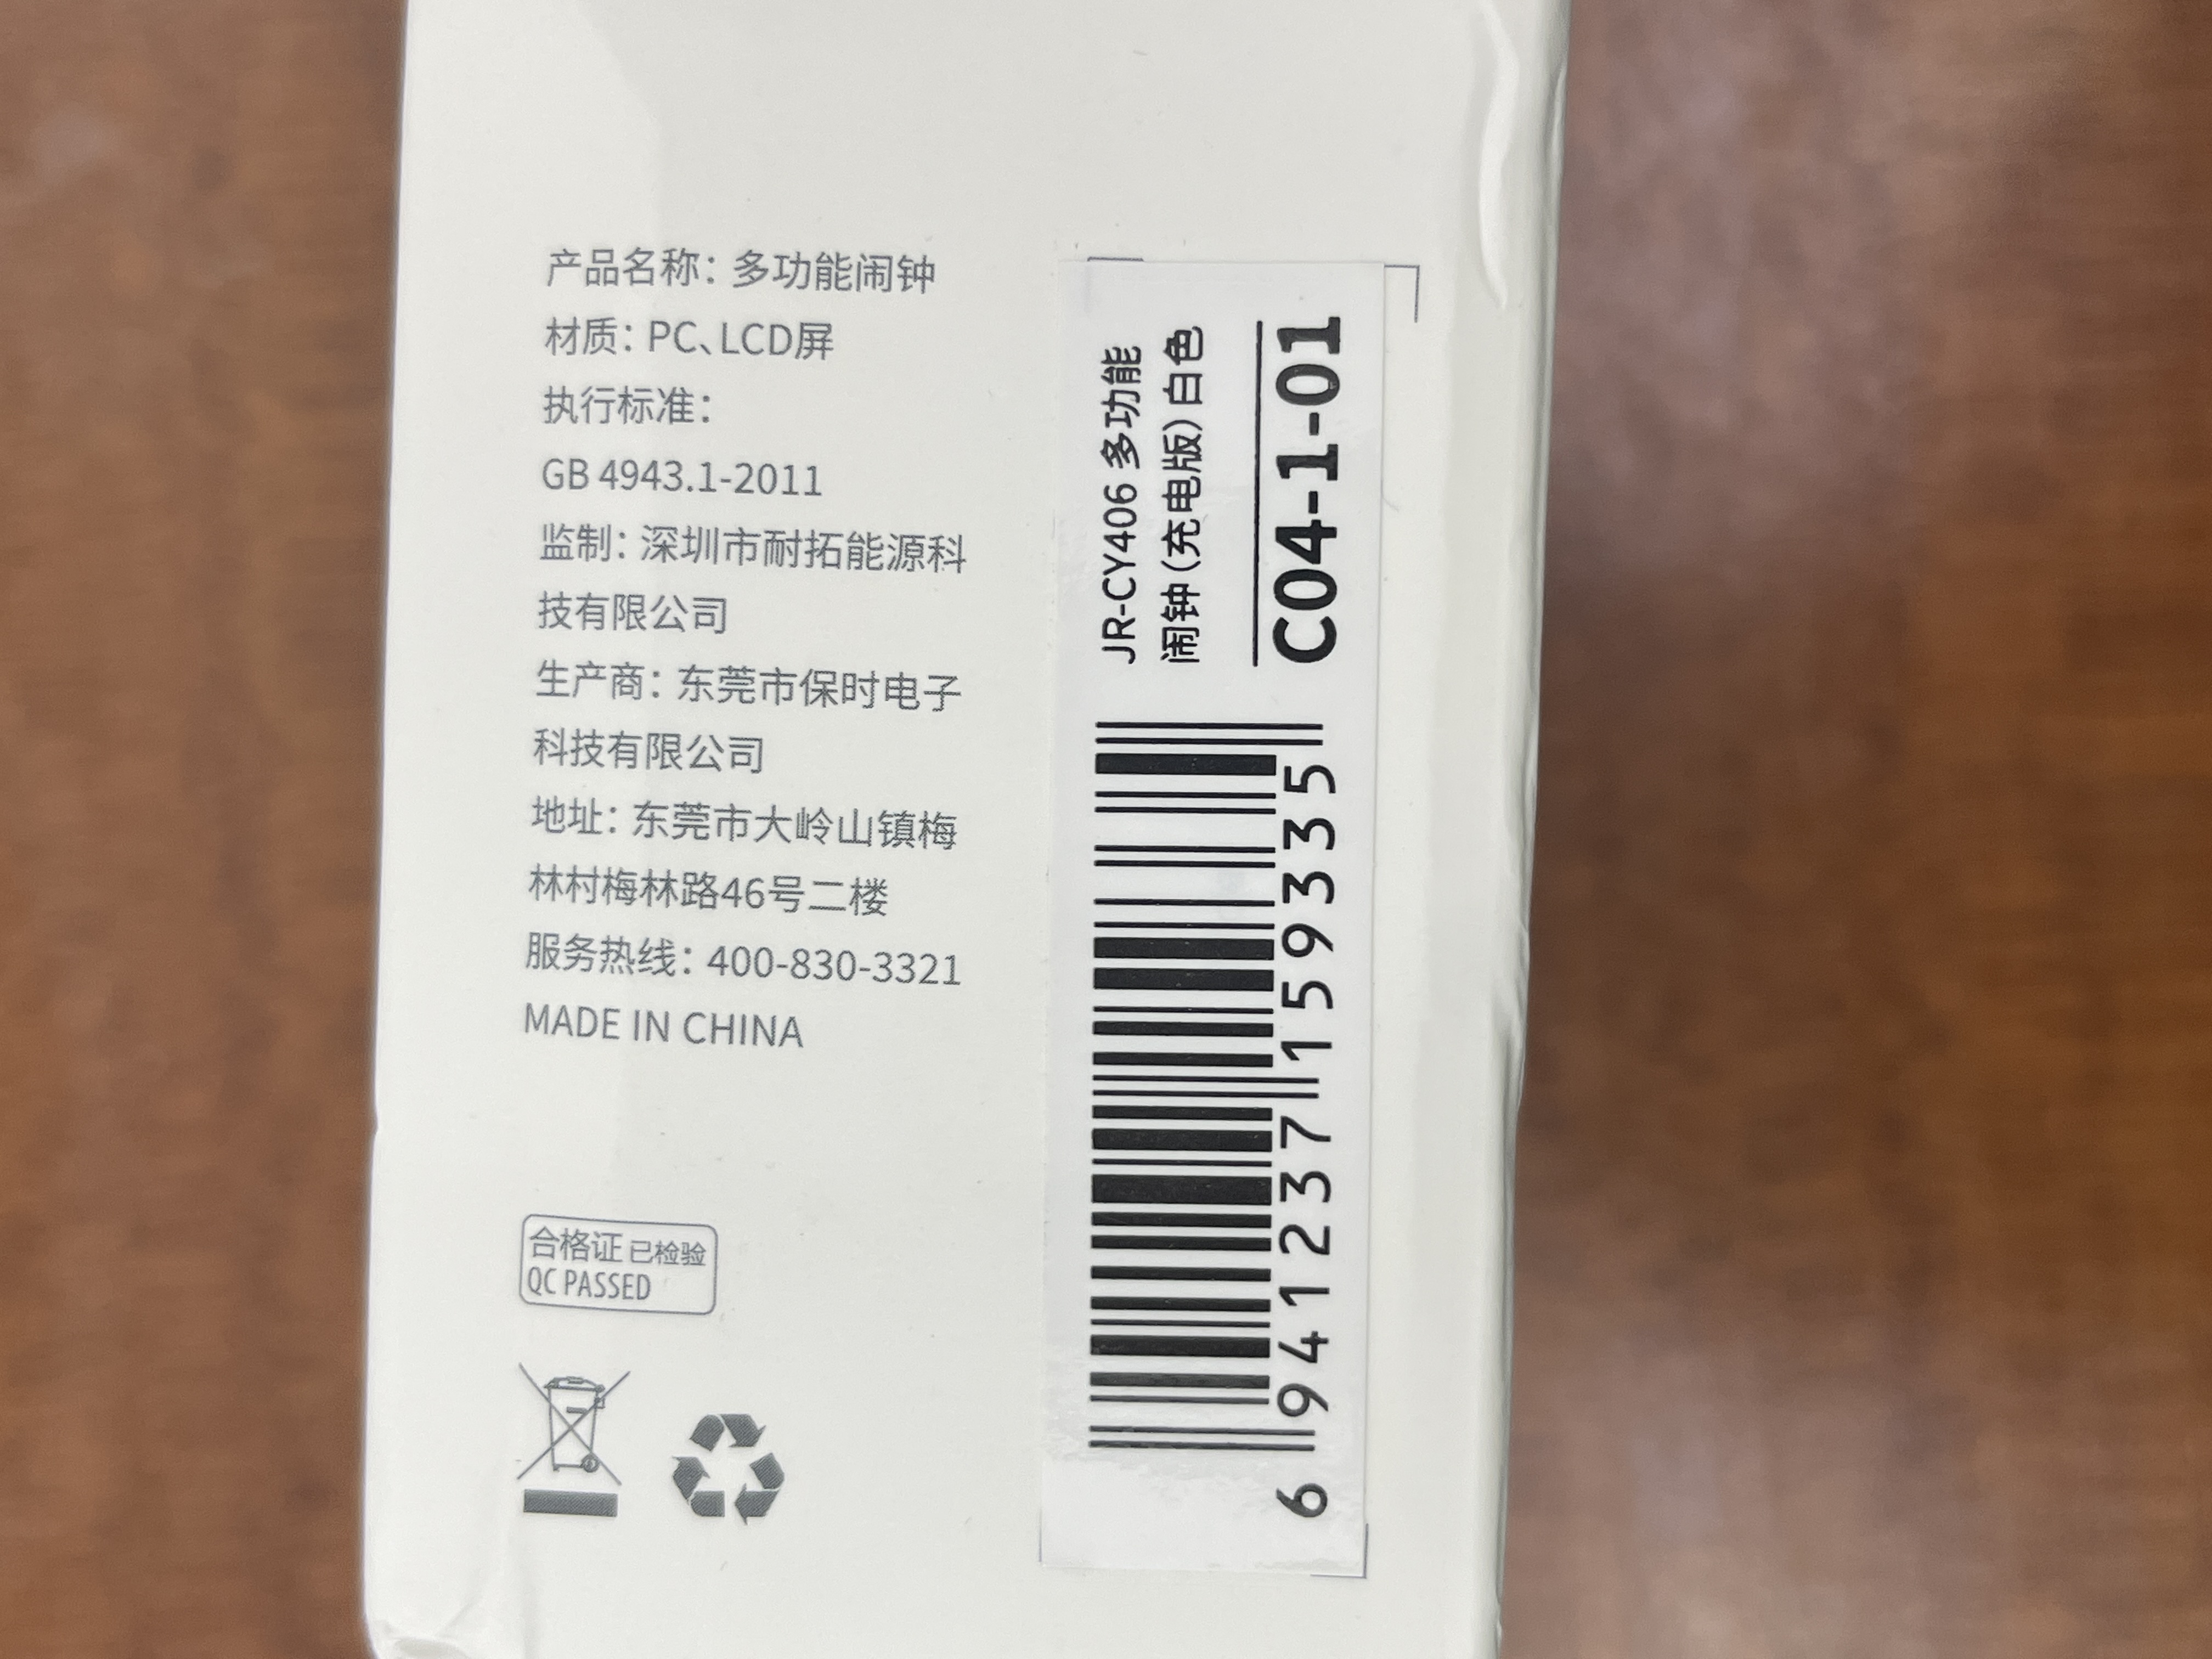 产品名称：多功能闹钟
材质：PC、LCD屏
执行标准：
GB 4943.1-2011
监制：深圳市耐拓能源科
技有限公司
生产商：东莞市保时电子
科技有限公司
地址：东莞市大岭山镇梅
林村梅林路46号二楼
服务热线：400-830-3321
MADE IN CHINA
合格证 已检验
QC PASSED
JR-CY406 多功能
闹钟（充电版）白色
C04-1-01
6 941237 159335